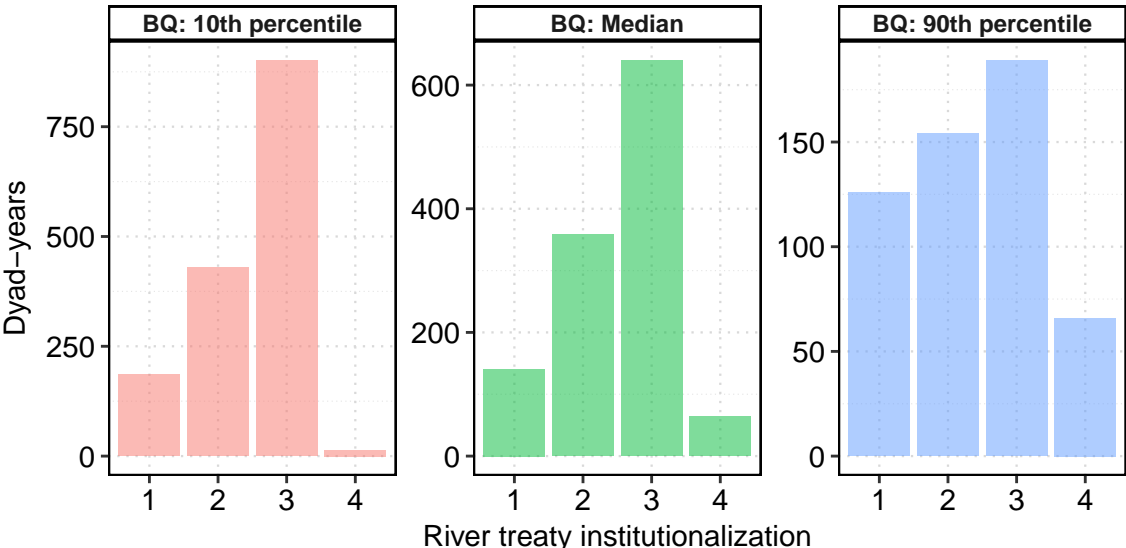 BQ: 10th percentile
BQ: Median
BQ: 90th percentile
Dyad−years
750
500
250
0
600
400
200
0
150
100
50
0
1 2 3 4
1 2 3 4
1 2 3 4
River treaty institutionalization